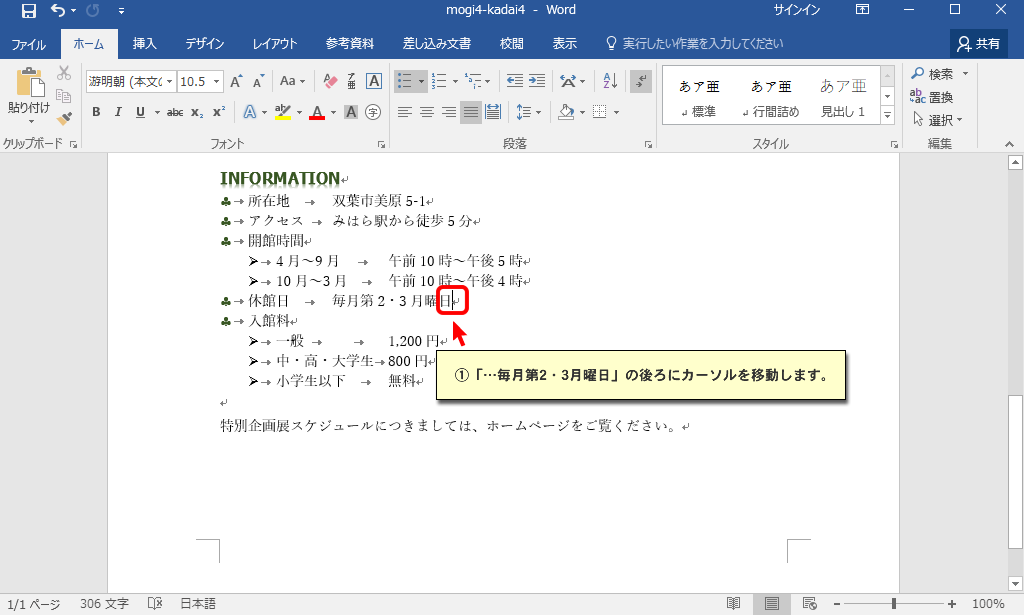 mogi4-kadai4 - Word
サインイン
ファイル ホーム 挿入 デザイン レイアウト 参考資料 差し込み文書 校閲 表示 実行したい作業を入力してください 共有
貼り付け
游明朝 (本文の 10.5 A A Aa A
B I U abc x₂ x² A ab A A 字
あア亜 あア亜 あア亜
↲ 標準 ↲ 行間詰め 見出し 1
検索
置換
選択
クリップボード フォント 段落 スタイル 編集
INFORMATION↵
♣→所在地 → 双葉市美原 5-1↵
♣→アクセス → みはら駅から徒歩 5 分↵
♣→開館時間↵
➢→4 月～9 月 → 午前 10 時～午後 5 時↵
➢→10 月～3 月 → 午前 10 時～午後 4 時↵
♣→休館日 → 毎月第 2・3 月曜日↵
♣→入館料↵
➢→一般 → → 1,200 円↵
➢→中・高・大学生→800 円↵
➢→小学生以下 → 無料↵
①「…毎月第2・3月曜日」の後ろにカーソルを移動します。
↵
特別企画展スケジュールにつきましては、ホームページをご覧ください。↵
1/1 ページ 306 文字 日本語 100%